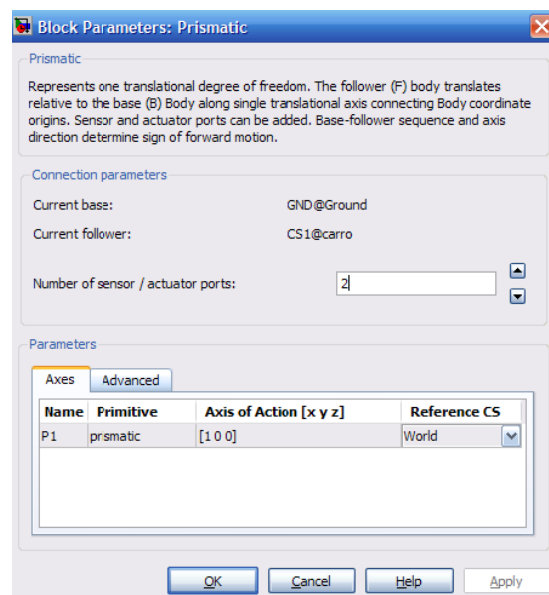 Block Parameters: Prismatic
Prismatic
Represents one translational degree of freedom. The follower (F) body translates
relative to the base (B) Body along single translational axis connecting Body coordinate
origins. Sensor and actuator ports can be added. Base-follower sequence and axis
direction determine sign of forward motion.
Connection parameters
Current base: GND@Ground
Current follower: CS1@carro
Number of sensor / actuator ports: 2
Parameters
Axes Advanced
Name Primitive Axis of Action [x y z] Reference CS
P1 prsmatic [1 0 0] World
OK Cancel Help Apply